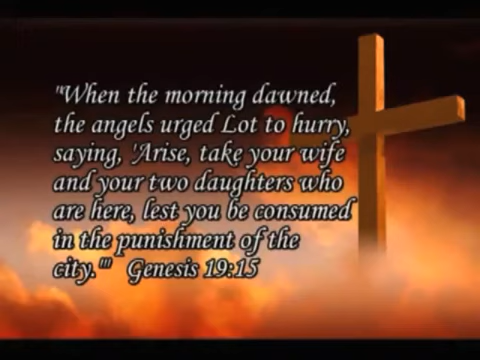 "When the morning dawned,
the angels urged Lot to hurry,
saying, 'Arise, take your wife
and your two daughters who
are here, lest you be consumed
in the punishment of the
city.'" Genesis 19:15